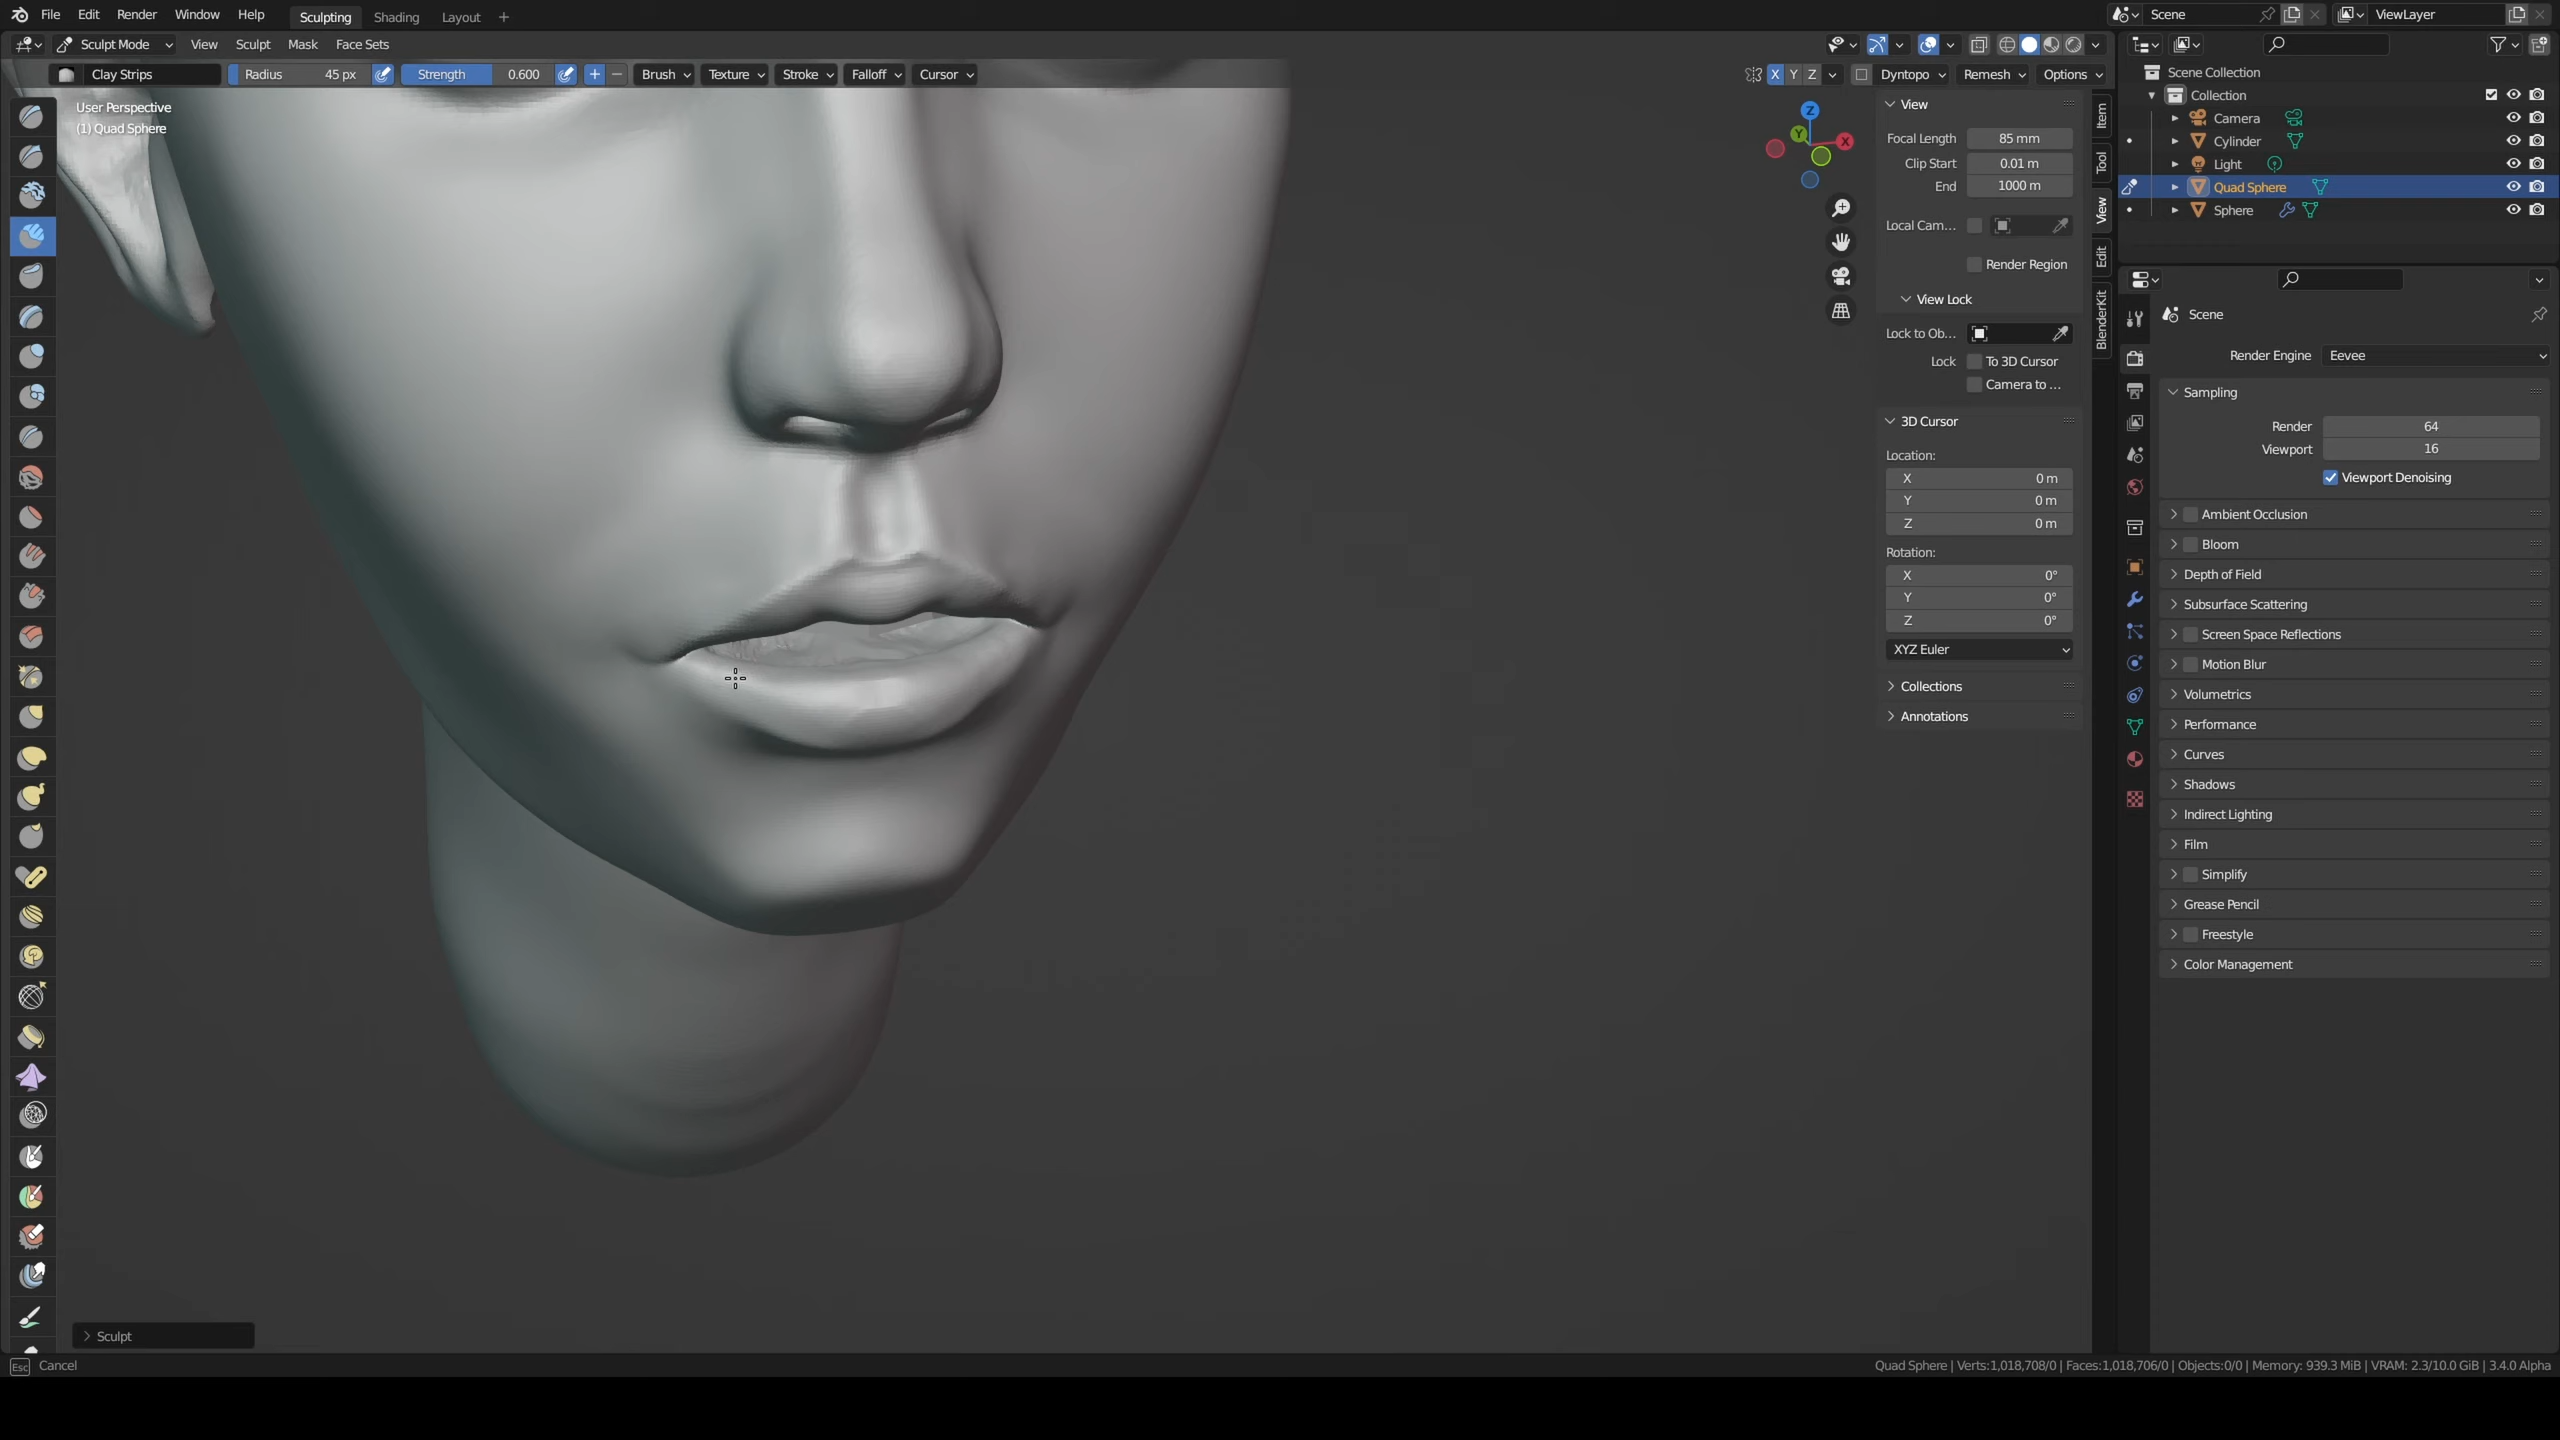 File Edit Render Window Help Sculpting Shading Layout +
Scene ViewLayer
Sculpt Mode View Sculpt Mask Face Sets
Clay Strips Radius 45 px Strength 0.600 + − Brush Texture Stroke Falloff Cursor
X Y Z Dyntopo Remesh Options
User Perspective
(1) Quad Sphere
Z
Y
X
View
Focal Length 85 mm
Clip Start 0.01 m
End 1000 m
Local Cam...
Render Region
View Lock
Lock to Ob...
Lock To 3D Cursor
Camera to ...
3D Cursor
Location:
X 0 m
Y 0 m
Z 0 m
Rotation:
X 0°
Y 0°
Z 0°
XYZ Euler
Collections
Annotations
Item
Tool
View
Edit
BlenderKit
Scene Collection
Collection
Camera
Cylinder
Light
Quad Sphere
Sphere
Scene
Render Engine Eevee
Sampling
Render 64
Viewport 16
Viewport Denoising
Ambient Occlusion
Bloom
Depth of Field
Subsurface Scattering
Screen Space Reflections
Motion Blur
Volumetrics
Performance
Curves
Shadows
Indirect Lighting
Film
Simplify
Grease Pencil
Freestyle
Color Management
Sculpt
Esc Cancel
Quad Sphere | Verts:1,018,708/0 | Faces:1,018,706/0 | Objects:0/0 | Memory: 939.3 MiB | VRAM: 2.3/10.0 GiB | 3.4.0 Alpha